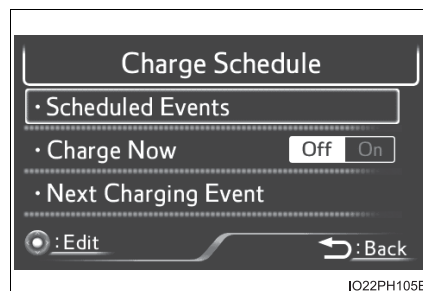 Charge Schedule
· Scheduled Events
· Charge Now Off On
· Next Charging Event
: Edit : Back
IO22PH105E